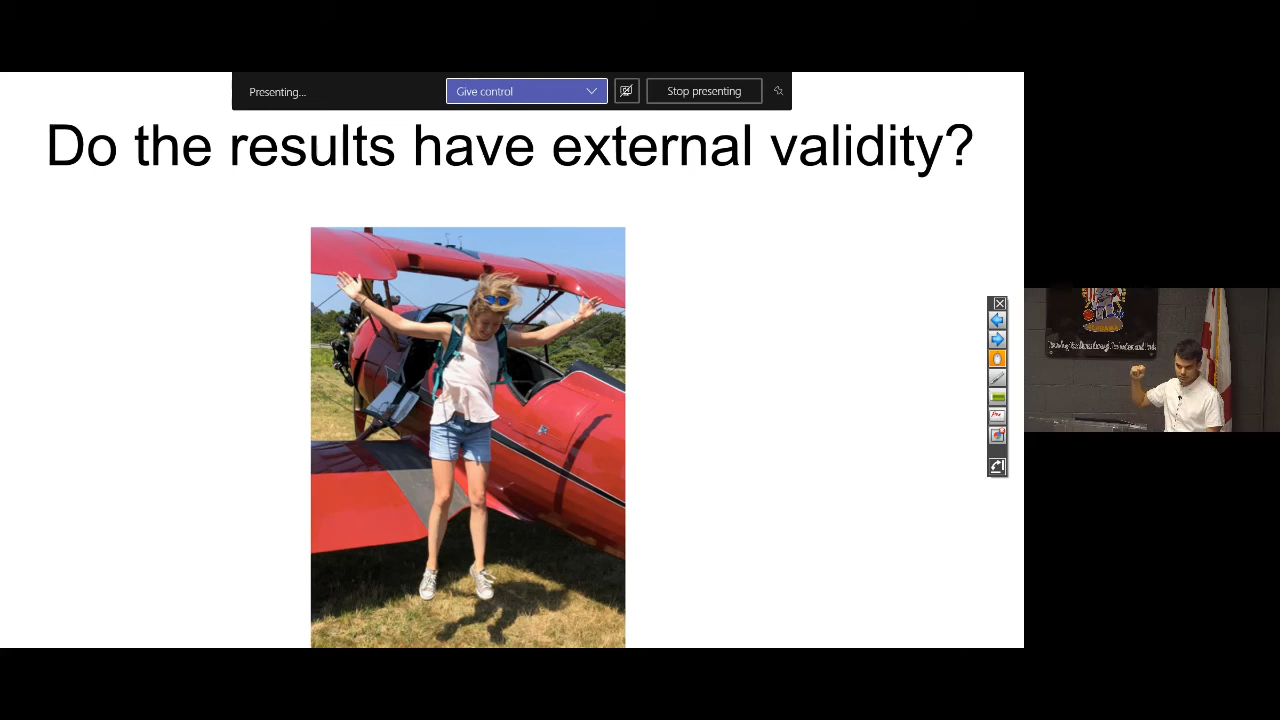 Presenting...
Give control
Stop presenting
Do the results have external validity?